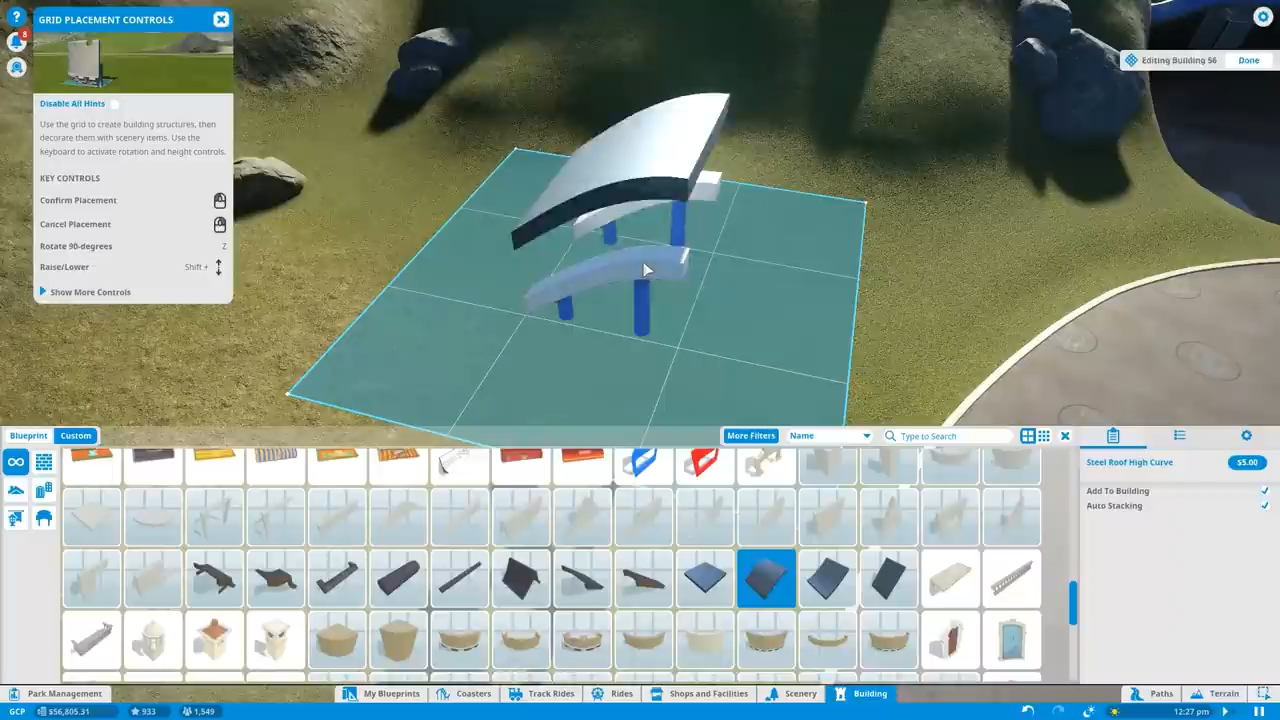 ?
GRID PLACEMENT CONTROLS
8
Disable All Hints
Use the grid to create building structures, then
decorate them with scenery items. Use the
keyboard to activate rotation and height controls.
KEY CONTROLS
Confirm Placement
Cancel Placement
Rotate 90-degrees Z
Raise/Lower Shift +
Show More Controls
Editing Building 56 Done
Blueprint Custom More Filters Name Type to Search
Steel Roof High Curve $5.00
Add To Building
Auto Stacking
Park Management My Blueprints Coasters Track Rides Rides Shops and Facilities Scenery Building Paths Terrain
GCP $56,805.31 933 1,549 12:27 pm